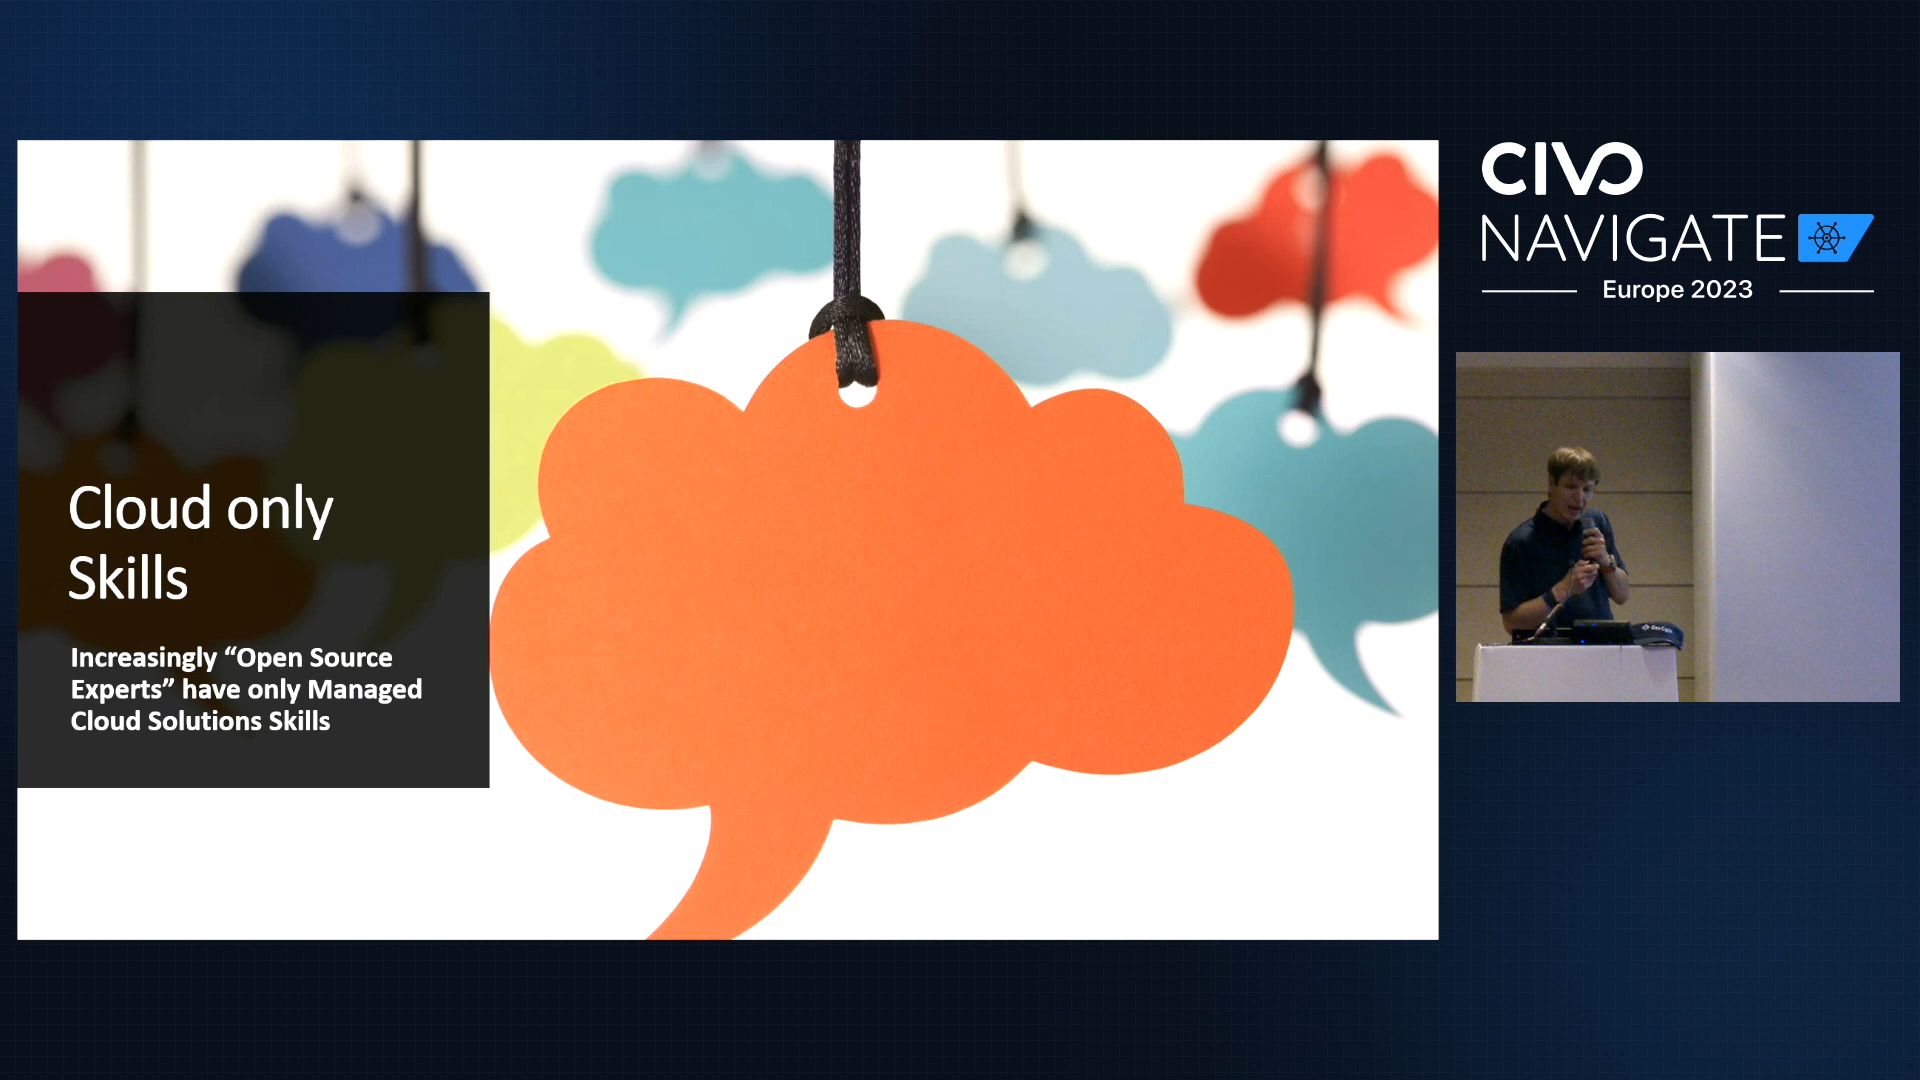 Cloud only
Skills
Increasingly “Open Source
Experts” have only Managed
Cloud Solutions Skills
CIVO
NAVIGATE
Europe 2023